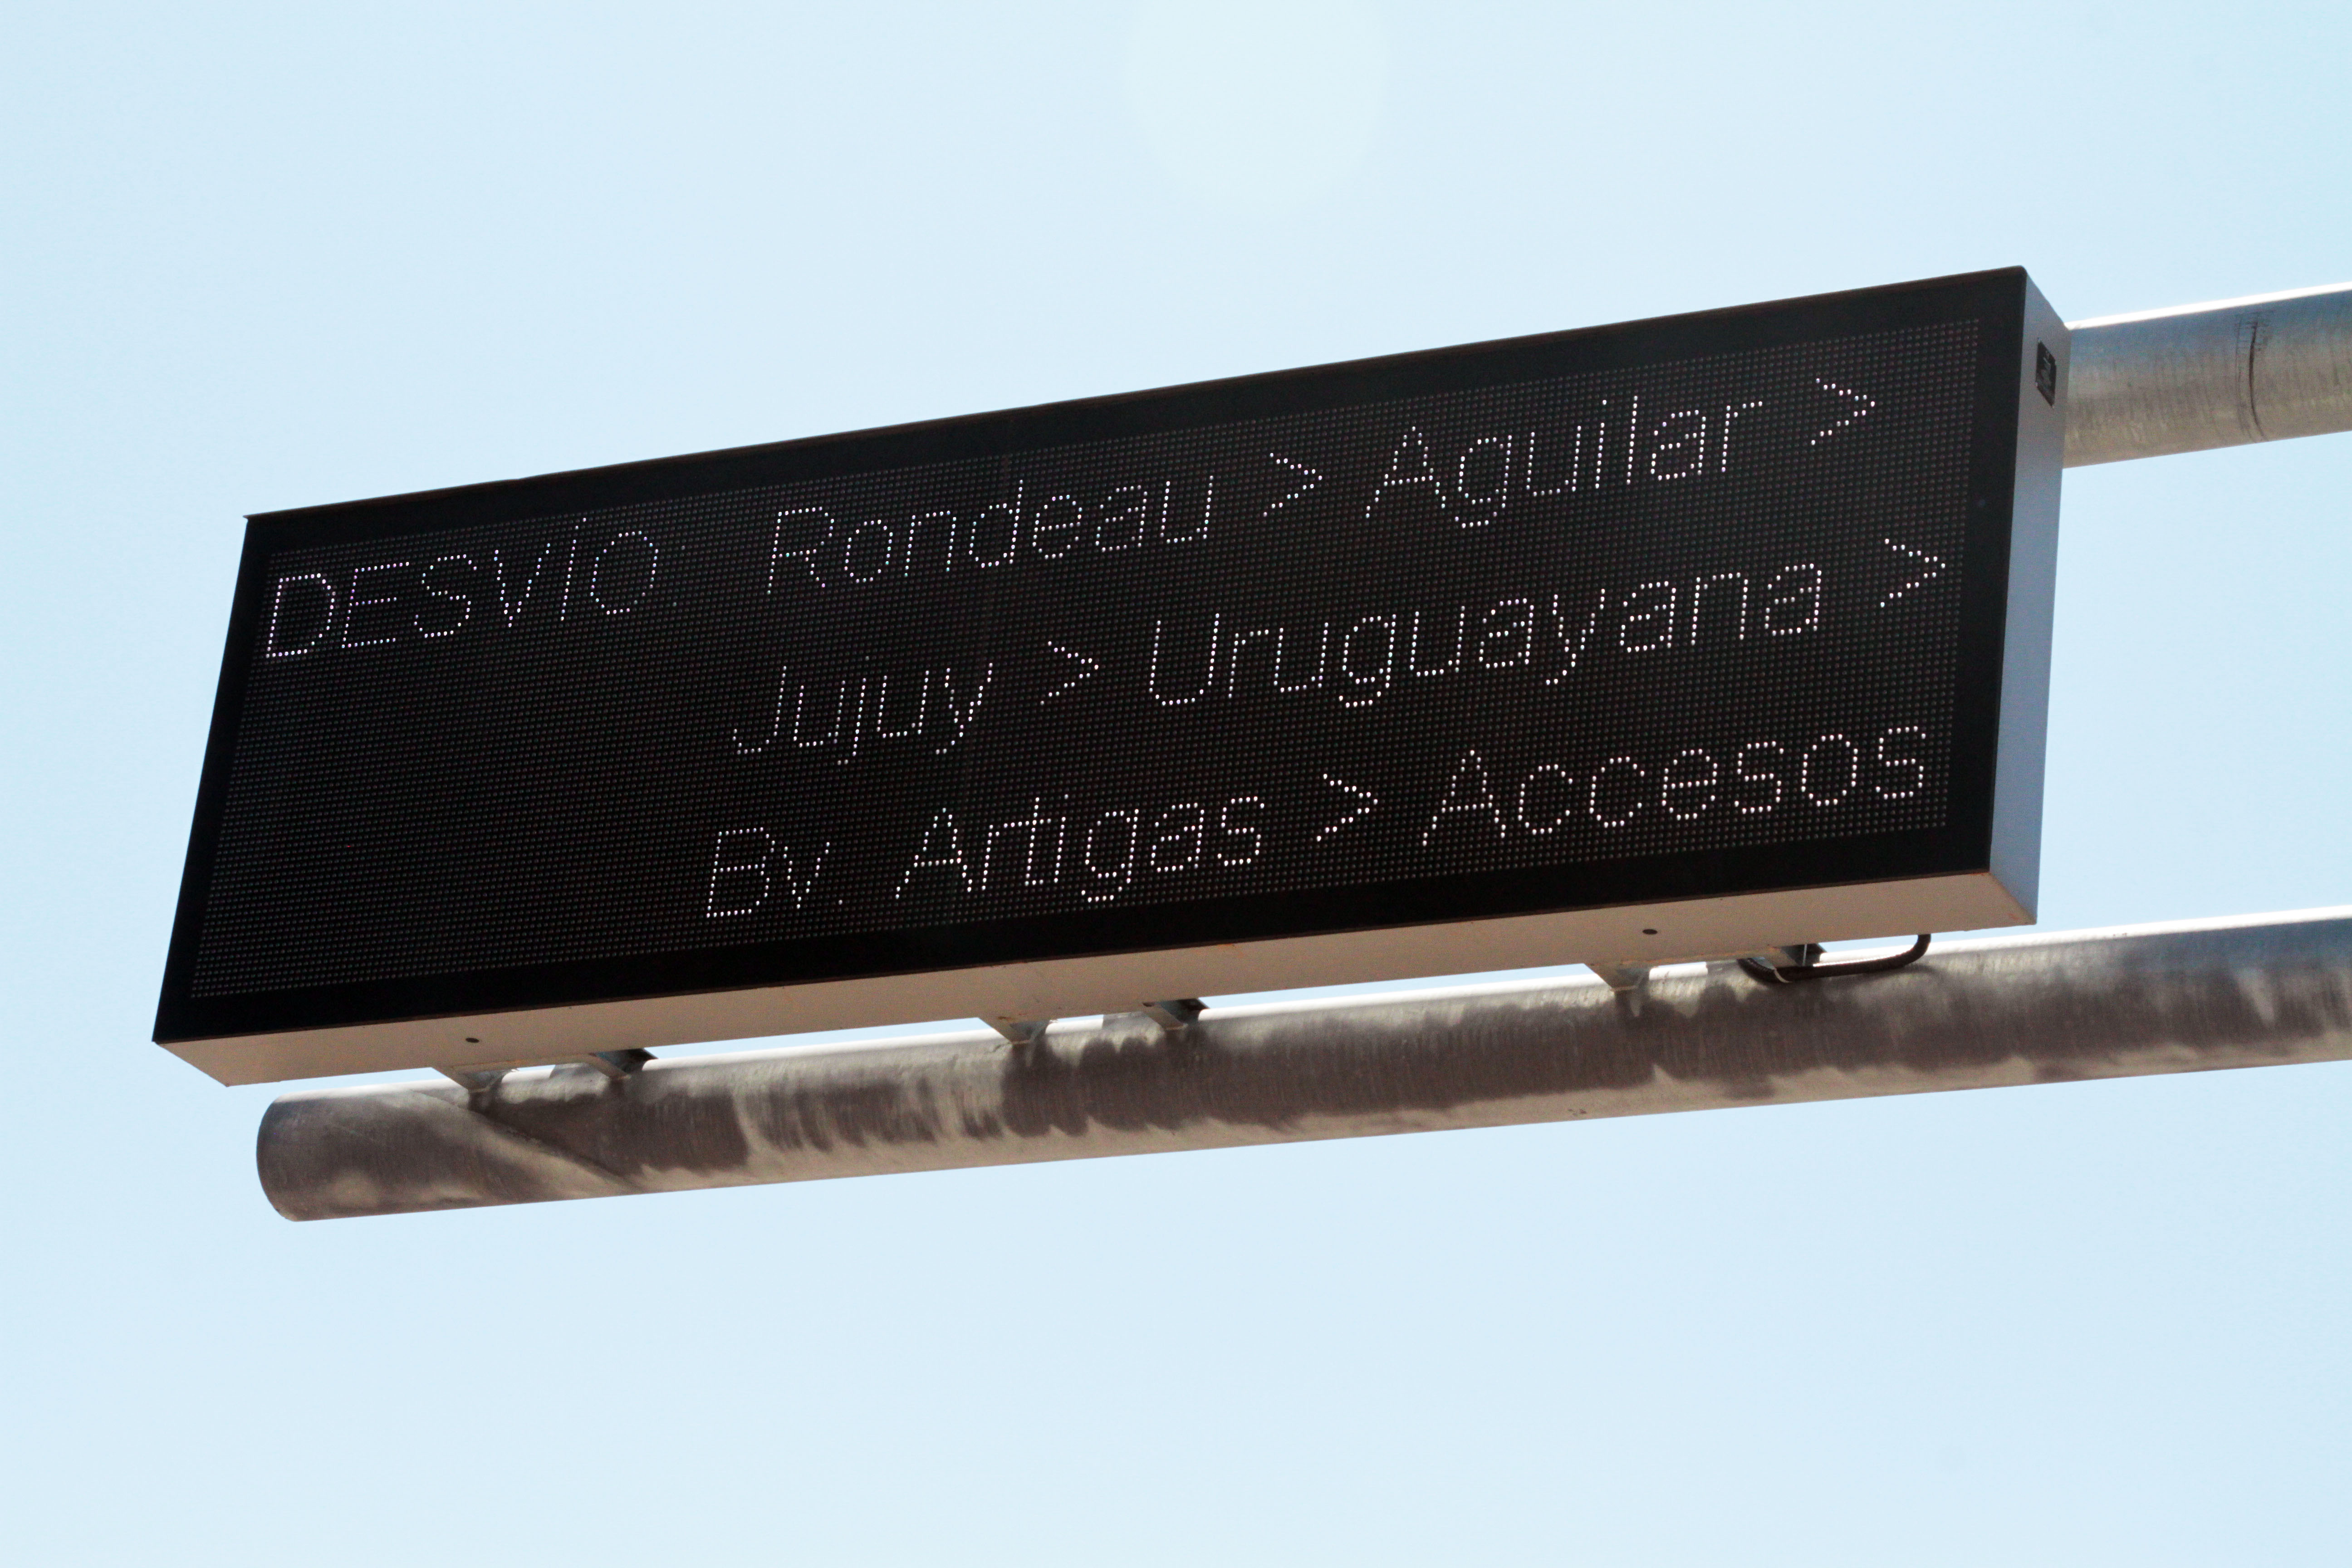 DESVIO: Rondeau > Aguilar >
Jujuy > Uruguayana >
Bv. Artigas > Accesos